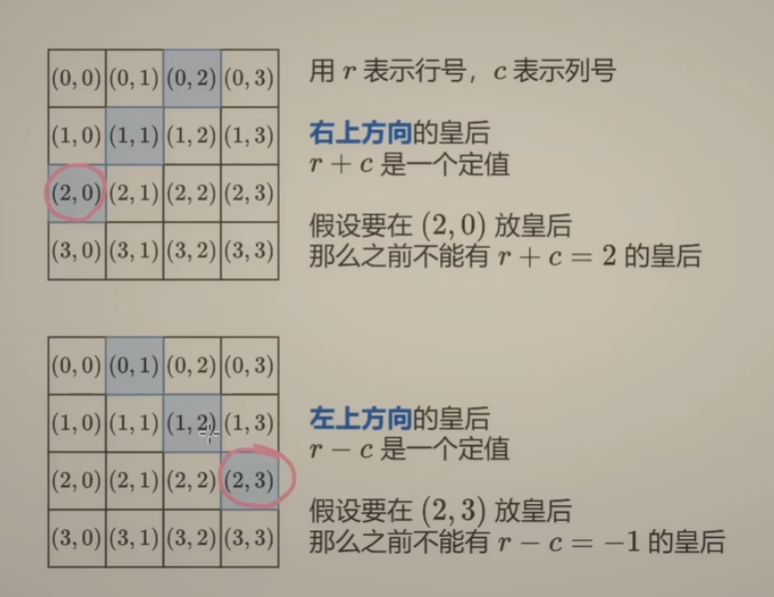 (0, 0) (0, 1) (0, 2) (0, 3)
(1, 0) (1, 1) (1, 2) (1, 3)
(2, 0) (2, 1) (2, 2) (2, 3)
(3, 0) (3, 1) (3, 2) (3, 3)
用 r 表示行号，c 表示列号
右上方向的皇后
r + c 是一个定值
假设要在 (2, 0) 放皇后
那么之前不能有 r + c = 2 的皇后
(0, 0) (0, 1) (0, 2) (0, 3)
(1, 0) (1, 1) (1, 2) (1, 3)
(2, 0) (2, 1) (2, 2) (2, 3)
(3, 0) (3, 1) (3, 2) (3, 3)
左上方向的皇后
r − c 是一个定值
假设要在 (2, 3) 放皇后
那么之前不能有 r − c = −1 的皇后